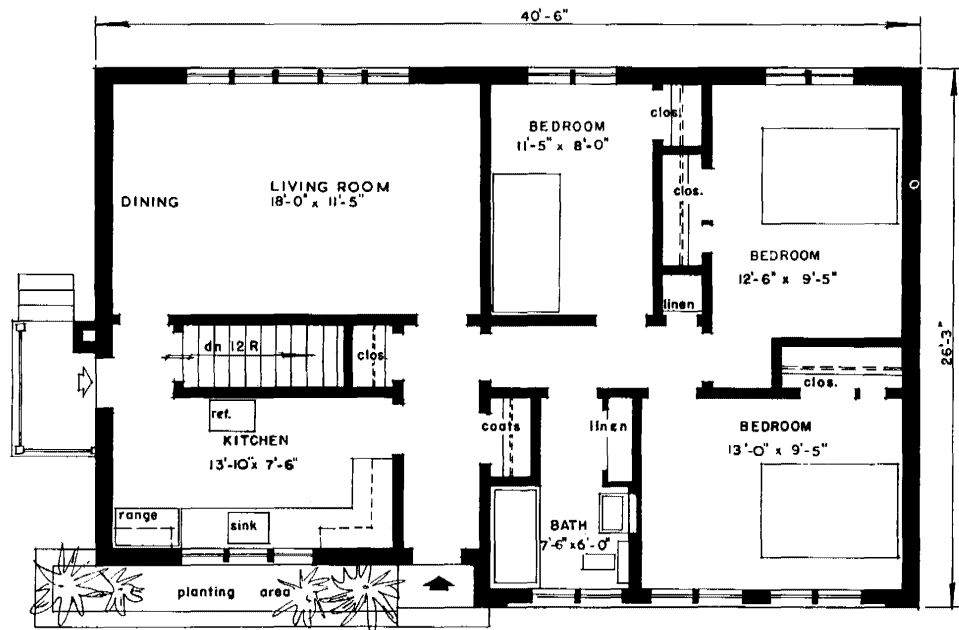 40'-6"
BEDROOM
11'-5" x 8'-0"
clos.
LIVING ROOM
18'-0" x 11'-5"
DINING
clos.
BEDROOM
12'-6" x 9'-5"
linen
26'-3"
dn 12 R
clos.
clos.
ref.
KITCHEN
13'-10" x 7'-6"
coats
linen
BEDROOM
13'-0" x 9'-5"
range
sink
BATH
7'-6" x 6'-0"
planting area